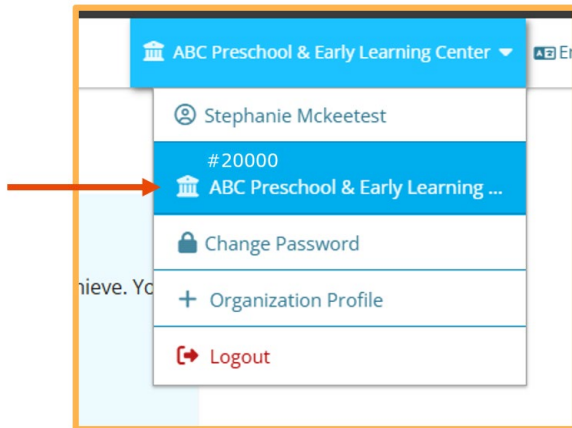 ABC Preschool & Early Learning Center
Stephanie Mckeetest
#20000
ABC Preschool & Early Learning ...
Change Password
hieve. Yo
Organization Profile
Logout